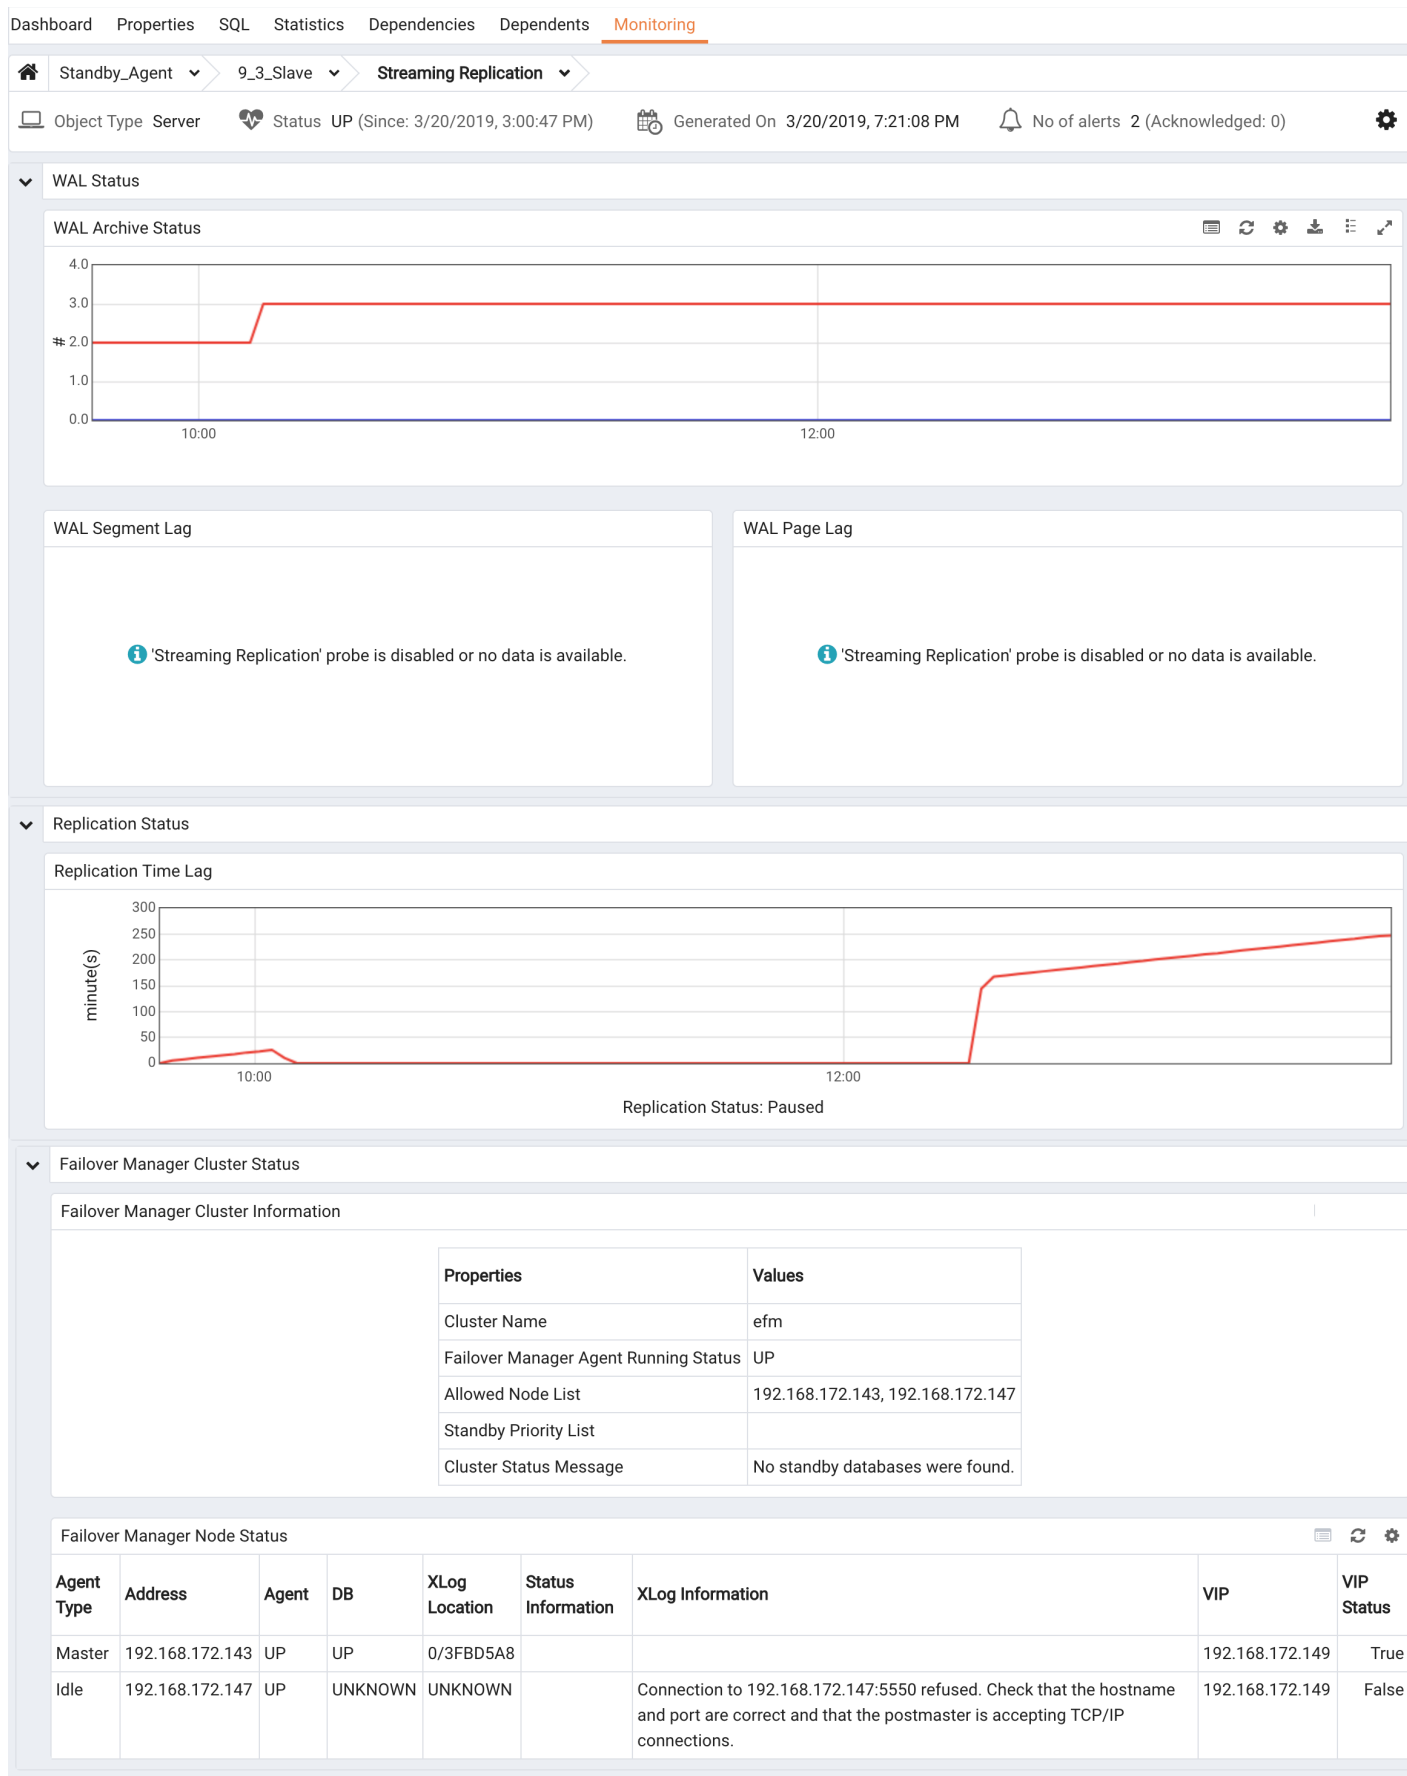 Dashboard Properties SQL Statistics Dependencies Dependents Monitoring
Standby_Agent 9_3_Slave Streaming Replication
Object Type Server Status UP (Since: 3/20/2019, 3:00:47 PM) Generated On 3/20/2019, 7:21:08 PM No of alerts 2 (Acknowledged: 0)
WAL Status
WAL Archive Status
4.0
3.0
# 2.0
1.0
0.0
10:00 12:00
WAL Segment Lag WAL Page Lag
'Streaming Replication' probe is disabled or no data is available. 'Streaming Replication' probe is disabled or no data is available.
Replication Status
Replication Time Lag
minute(s)
300
250
200
150
100
50
0
10:00 12:00
Replication Status: Paused
Failover Manager Cluster Status
Failover Manager Cluster Information
Properties Values
Cluster Name efm
Failover Manager Agent Running Status UP
Allowed Node List 192.168.172.143, 192.168.172.147
Standby Priority List
Cluster Status Message No standby databases were found.
Failover Manager Node Status
Agent Type Address Agent DB XLog Location Status Information XLog Information VIP VIP Status
Master 192.168.172.143 UP UP 0/3FBD5A8 192.168.172.149 True
Idle 192.168.172.147 UP UNKNOWN UNKNOWN Connection to 192.168.172.147:5550 refused. Check that the hostname 192.168.172.149 False
and port are correct and that the postmaster is accepting TCP/IP
connections.